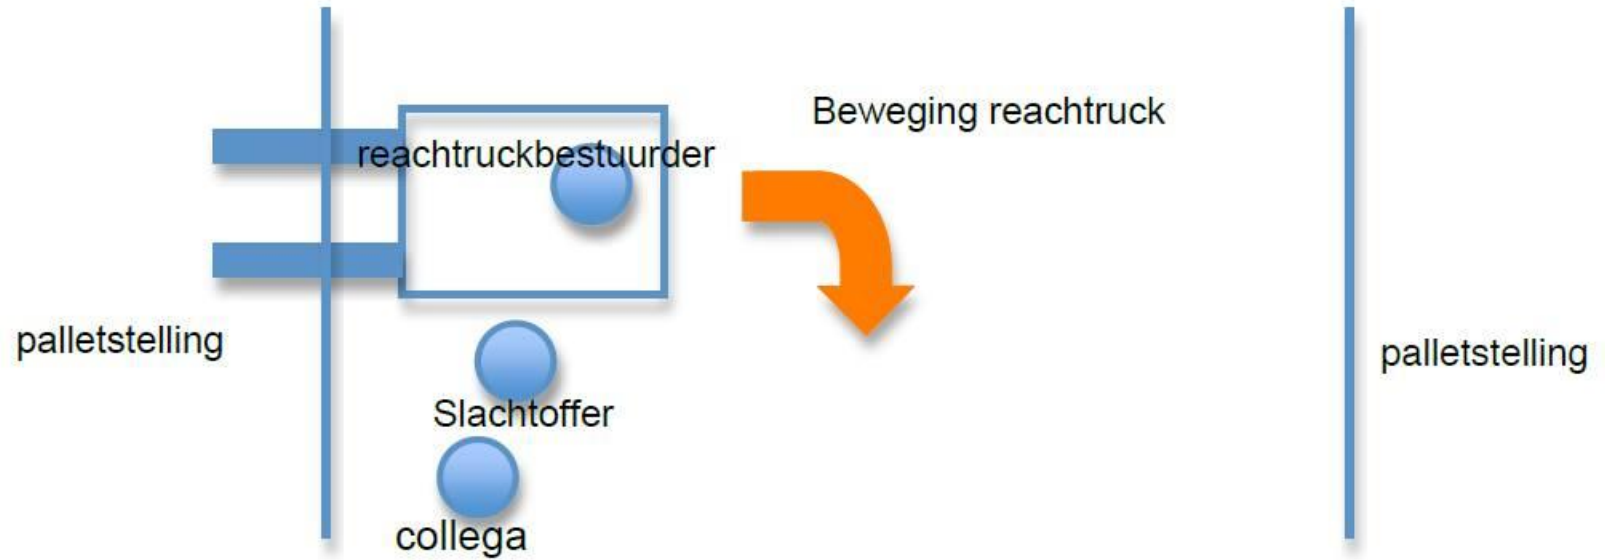 Beweging reachtruck
reachtruckbestuurder
palletstelling
palletstelling
Slachtoffer
collega